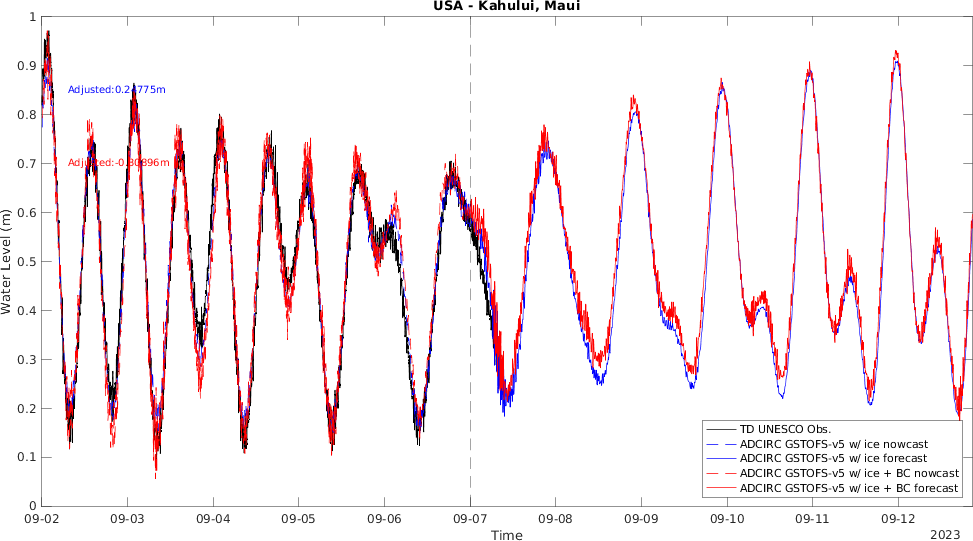 USA - Kahului, Maui
Water Level (m)
1
0.9
0.8
0.7
0.6
0.5
0.4
0.3
0.2
0.1
0
Adjusted:0.24775m
Adjusted:-0.30896m
TD UNESCO Obs.
ADCIRC GSTOFS-v5 w/ ice nowcast
ADCIRC GSTOFS-v5 w/ ice forecast
ADCIRC GSTOFS-v5 w/ ice + BC nowcast
ADCIRC GSTOFS-v5 w/ ice + BC forecast
09-02 09-03 09-04 09-05 09-06 09-07 09-08 09-09 09-10 09-11 09-12
Time
2023